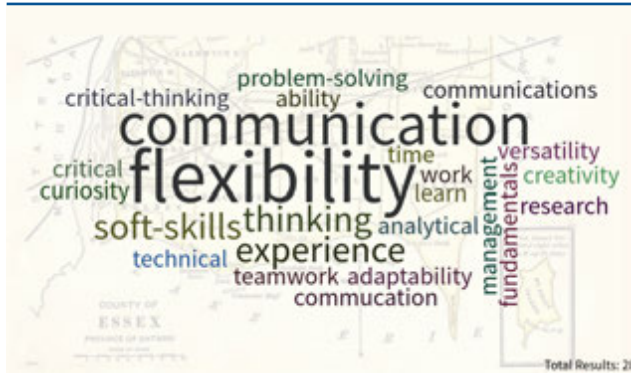 problem-solving
critical-thinking
ability
communications
communication
flexibility
time
versatility
critical
work
creativity
curiosity
learn
management
fundamentals
research
soft-skills
thinking
analytical
experience
technical
teamwork
adaptability
commucation
COUNTY OF
ESSEX
Total Results: 2